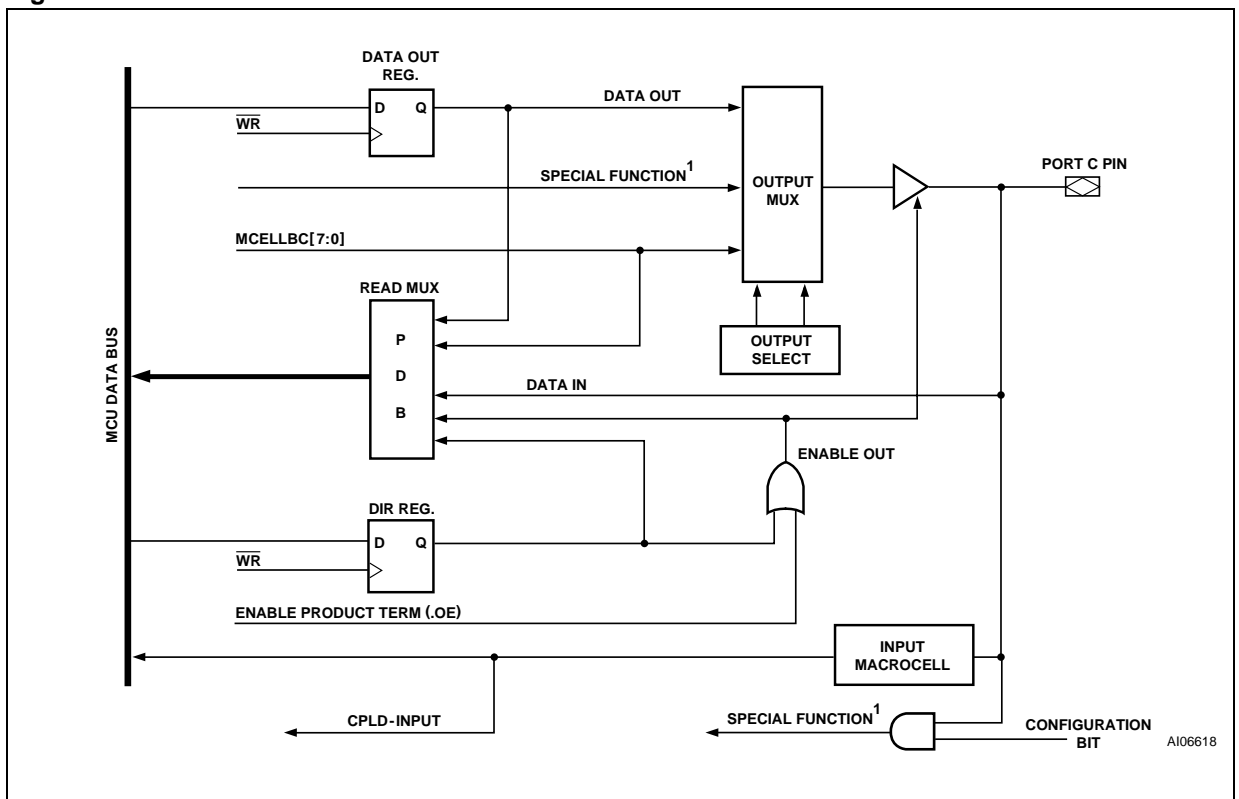 DATA OUT
REG.
D Q
WR
DATA OUT
SPECIAL FUNCTION1
OUTPUT
MUX
PORT C PIN
MCELLBC[7:0]
READ MUX
P
D
B
OUTPUT
SELECT
MCU DATA BUS
DATA IN
ENABLE OUT
DIR REG.
D Q
WR
ENABLE PRODUCT TERM (.OE)
INPUT
MACROCELL
CPLD-INPUT
SPECIAL FUNCTION1
CONFIGURATION
BIT
AI06618